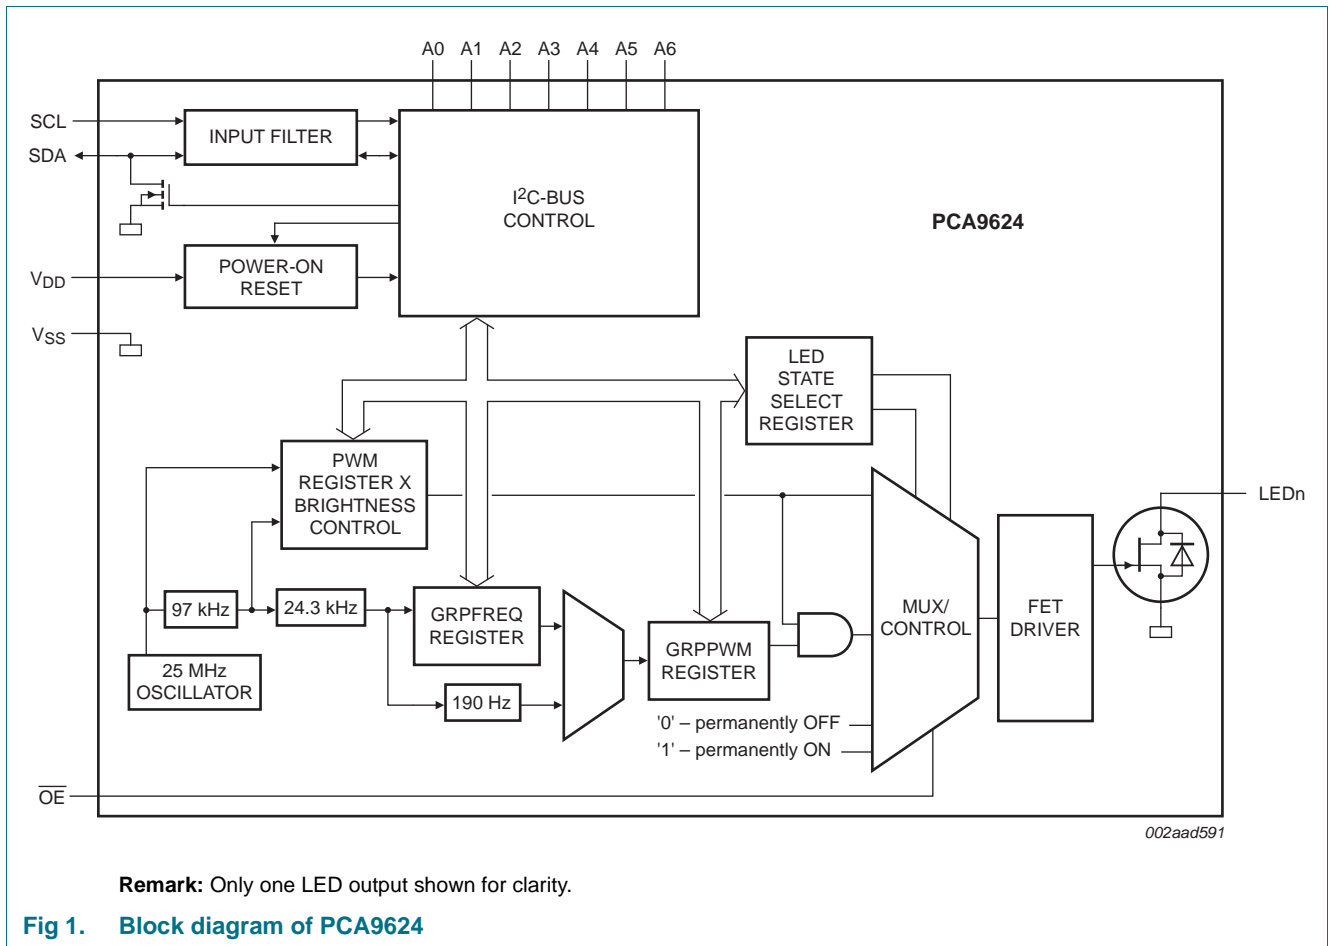 A0 A1 A2 A3 A4 A5 A6
SCL
SDA
INPUT FILTER
I2C-BUS
CONTROL
PCA9624
VDD
POWER-ON
RESET
VSS
LED
STATE
SELECT
REGISTER
PWM
REGISTER X
BRIGHTNESS
CONTROL
LEDn
97 kHz
24.3 kHz
GRPFREQ
REGISTER
MUX/
CONTROL
FET
DRIVER
GRPPWM
REGISTER
25 MHz
OSCILLATOR
190 Hz
'0' – permanently OFF
'1' – permanently ON
OE
002aad591
Remark: Only one LED output shown for clarity.
Fig 1. Block diagram of PCA9624